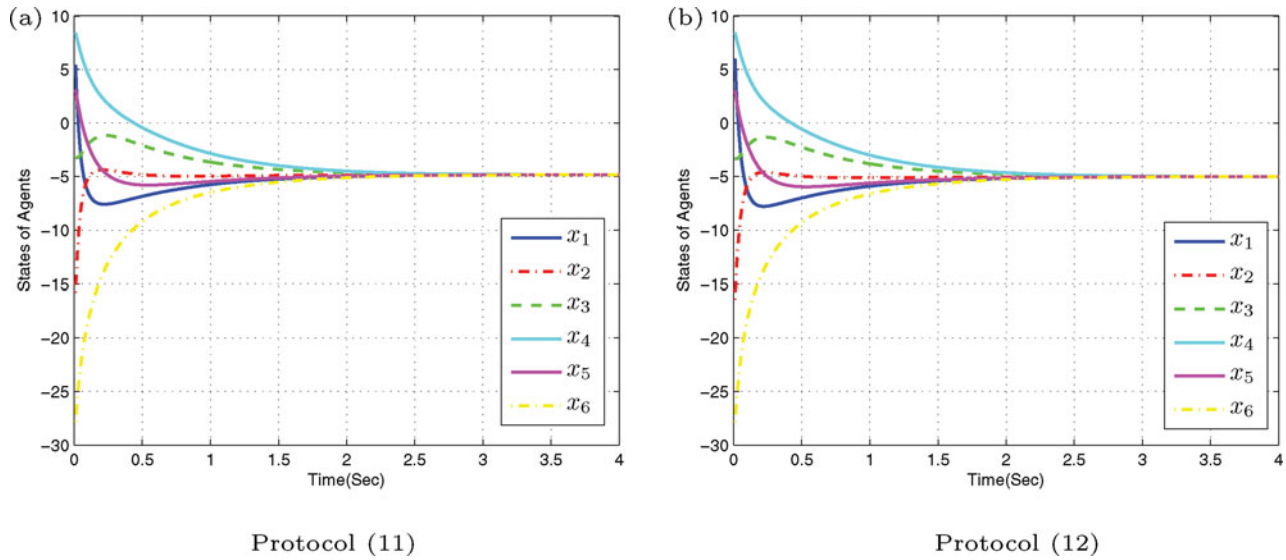 (a)
10
5
0
−5
−10
−15
−20
−25
−30
States of Agents
x1
x2
x3
x4
x5
x6
0 0.5 1 1.5 2 2.5 3 3.5 4
Time(Sec)
Protocol (11)
(b)
10
5
0
−5
−10
−15
−20
−25
−30
States of Agents
x1
x2
x3
x4
x5
x6
0 0.5 1 1.5 2 2.5 3 3.5 4
Time(Sec)
Protocol (12)